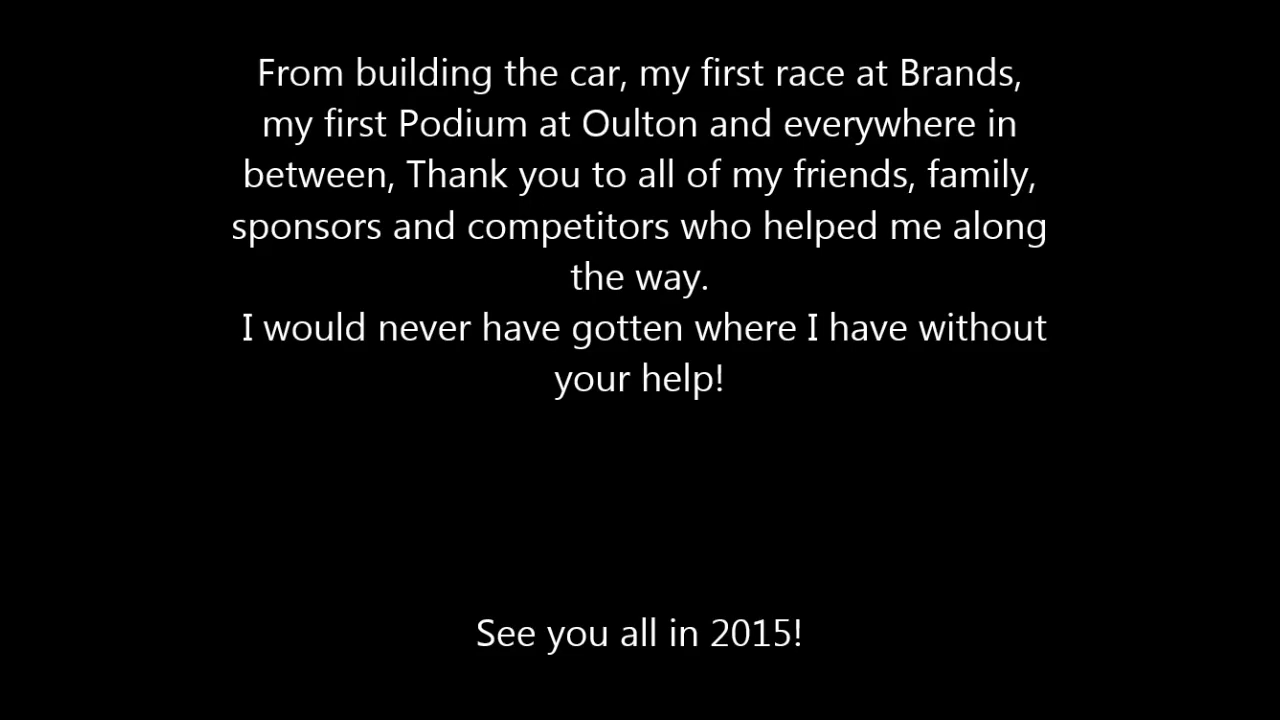 From building the car, my first race at Brands,
my first Podium at Oulton and everywhere in
between, Thank you to all of my friends, family,
sponsors and competitors who helped me along
the way.
I would never have gotten where I have without
your help!
See you all in 2015!